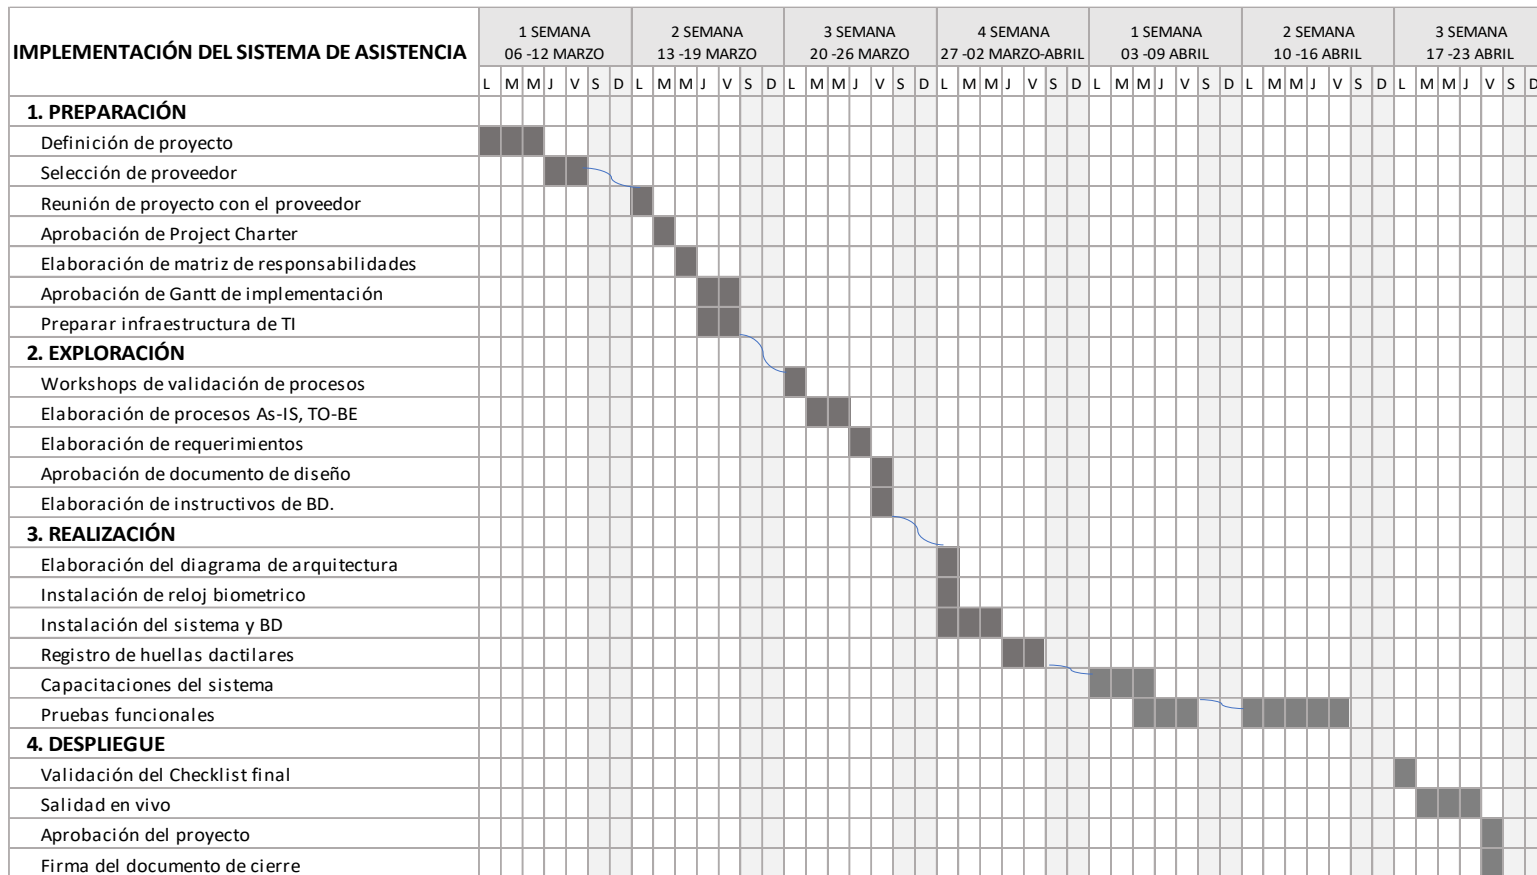 1 SEMANA 2 SEMANA 3 SEMANA 4 SEMANA 1 SEMANA 2 SEMANA 3 SEMANA
IMPLEMENTACIÓN DEL SISTEMA DE ASISTENCIA 06 -12 MARZO 13 -19 MARZO 20 -26 MARZO 27 -02 MARZO-ABRIL 03 -09 ABRIL 10 -16 ABRIL 17 -23 ABRIL
L M M J V S D L M M J V S D L M M J V S D L M M J V S D L M M J V S D L M M J V S D L M M J V S D
1. PREPARACIÓN
Definición de proyecto
Selección de proveedor
Reunión de proyecto con el proveedor
Aprobación de Project Charter
Elaboración de matriz de responsabilidades
Aprobación de Gantt de implementación
Preparar infraestructura de TI
2. EXPLORACIÓN
Workshops de validación de procesos
Elaboración de procesos As-IS, TO-BE
Elaboración de requerimientos
Aprobación de documento de diseño
Elaboración de instructivos de BD.
3. REALIZACIÓN
Elaboración del diagrama de arquitectura
Instalación de reloj biometrico
Instalación del sistema y BD
Registro de huellas dactilares
Capacitaciones del sistema
Pruebas funcionales
4. DESPLIEGUE
Validación del Checklist final
Salidad en vivo
Aprobación del proyecto
Firma del documento de cierre